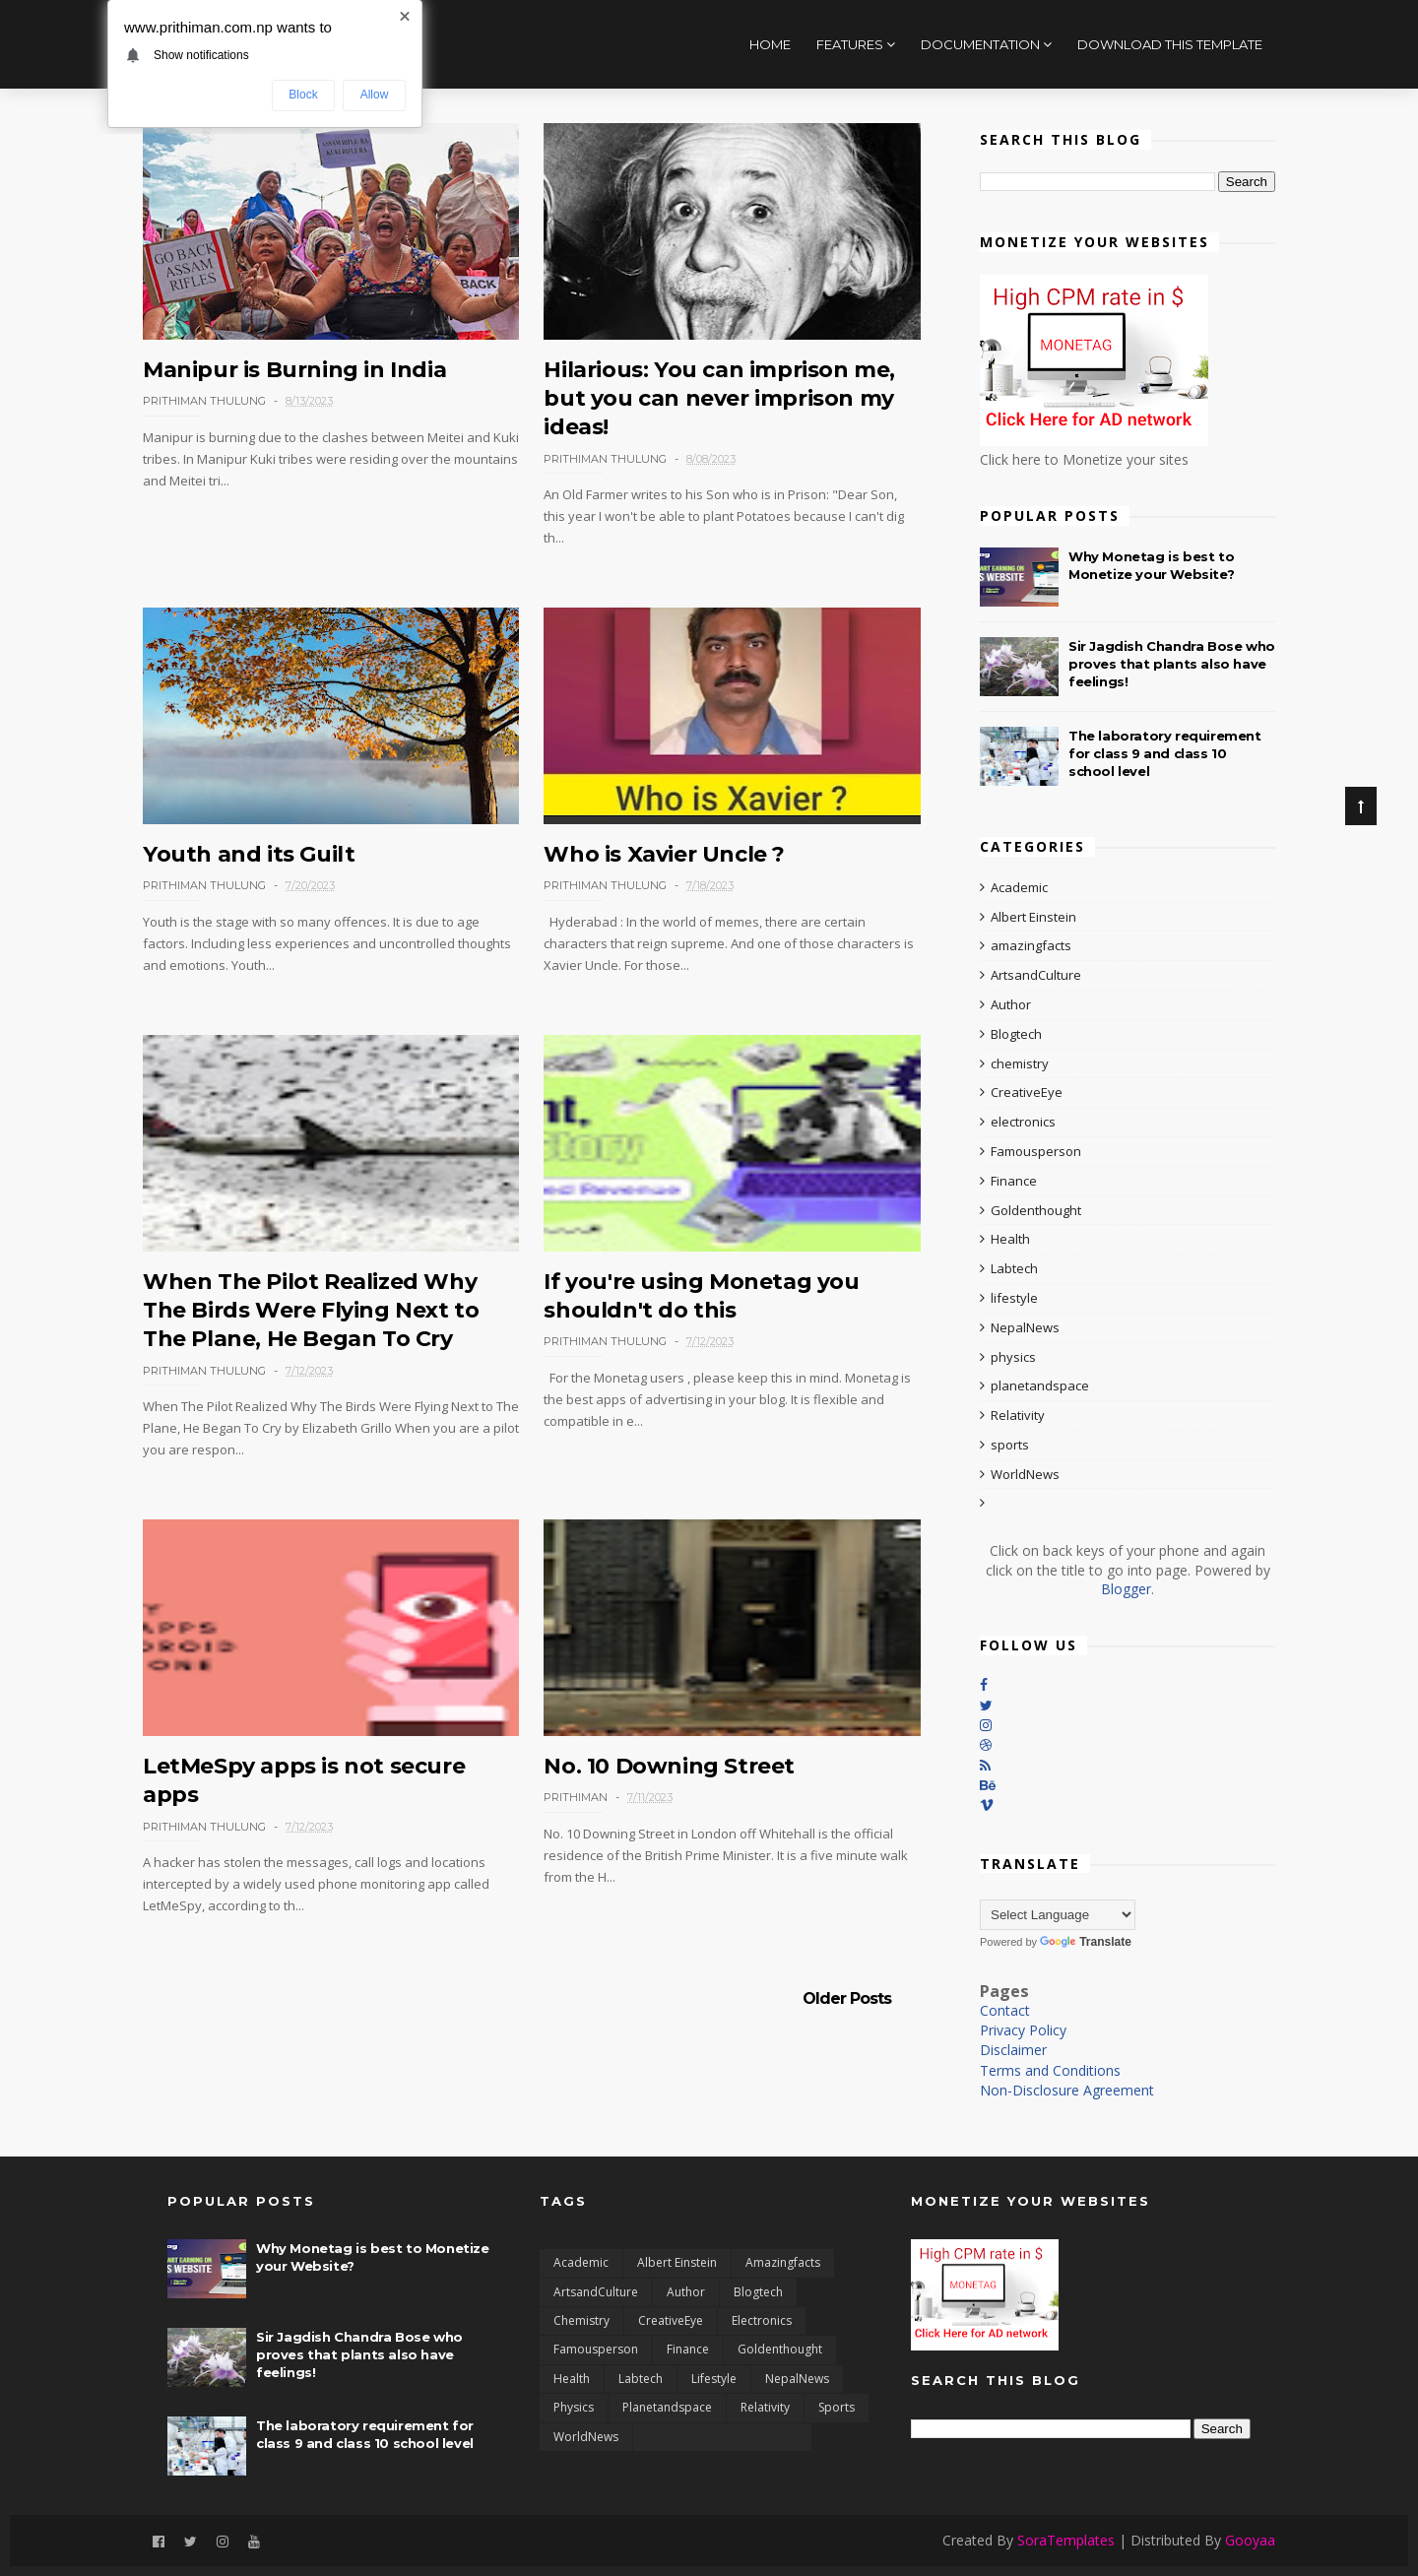 www.prithiman.com.np wants to
Show notifications
Block
Allow
HOME
FEATURES
DOCUMENTATION
DOWNLOAD THIS TEMPLATE
ASSAM RIFLE RA
KUKI RIFLE RA
GO BACK
ASSAM
RIFLES
BACK
Manipur is Burning in India
PRITHIMAN THULUNG - 8/13/2023
Manipur is burning due to the clashes between Meitei and Kuki
tribes. In Manipur Kuki tribes were residing over the mountains
and Meitei tri...
Hilarious: You can imprison me,
but you can never imprison my
ideas!
PRITHIMAN THULUNG - 8/08/2023
An Old Farmer writes to his Son who is in Prison: "Dear Son,
this year I won't be able to plant Potatoes because I can't dig
th...
Youth and its Guilt
PRITHIMAN THULUNG - 7/20/2023
Youth is the stage with so many offences. It is due to age
factors. Including less experiences and uncontrolled thoughts
and emotions. Youth...
Who is Xavier ?
Who is Xavier Uncle ?
PRITHIMAN THULUNG - 7/18/2023
Hyderabad : In the world of memes, there are certain
characters that reign supreme. And one of those characters is
Xavier Uncle. For those...
When The Pilot Realized Why
The Birds Were Flying Next to
The Plane, He Began To Cry
PRITHIMAN THULUNG - 7/12/2023
When The Pilot Realized Why The Birds Were Flying Next to The
Plane, He Began To Cry by Elizabeth Grillo When you are a pilot
you are respon...
nt,
story
ed Revenue
If you're using Monetag you
shouldn't do this
PRITHIMAN THULUNG - 7/12/2023
For the Monetag users , please keep this in mind. Monetag is
the best apps of advertising in your blog. It is flexible and
compatible in e...
Y
APPS
DROID
ONE
LetMeSpy apps is not secure
apps
PRITHIMAN THULUNG - 7/12/2023
A hacker has stolen the messages, call logs and locations
intercepted by a widely used phone monitoring app called
LetMeSpy, according to th...
No. 10 Downing Street
PRITHIMAN - 7/11/2023
No. 10 Downing Street in London off Whitehall is the official
residence of the British Prime Minister. It is a five minute walk
from the H...
Older Posts
SEARCH THIS BLOG
Search
MONETIZE YOUR WEBSITES
High CPM rate in $
MONETAG
Click Here for AD network
Click here to Monetize your sites
POPULAR POSTS
ART EARNING ON
S WEBSITE
Why Monetag is best to
Monetize your Website?
Sir Jagdish Chandra Bose who
proves that plants also have
feelings!
The laboratory requirement
for class 9 and class 10
school level
CATEGORIES
Academic
Albert Einstein
amazingfacts
ArtsandCulture
Author
Blogtech
chemistry
CreativeEye
electronics
Famousperson
Finance
Goldenthought
Health
Labtech
lifestyle
NepalNews
physics
planetandspace
Relativity
sports
WorldNews
Click on back keys of your phone and again
click on the title to go into page. Powered by
Blogger.
FOLLOW US
TRANSLATE
Select Language
Powered by Google Translate
Pages
Contact
Privacy Policy
Disclaimer
Terms and Conditions
Non-Disclosure Agreement
POPULAR POSTS
ART EARNING ON
S WEBSITE
Why Monetag is best to Monetize
your Website?
Sir Jagdish Chandra Bose who
proves that plants also have
feelings!
The laboratory requirement for
class 9 and class 10 school level
TAGS
Academic Albert Einstein Amazingfacts
ArtsandCulture Author Blogtech
Chemistry CreativeEye Electronics
Famousperson Finance Goldenthought
Health Labtech Lifestyle NepalNews
Physics Planetandspace Relativity Sports
WorldNews
MONETIZE YOUR WEBSITES
High CPM rate in $
MONETAG
Click Here for AD network
SEARCH THIS BLOG
Search
Created By SoraTemplates | Distributed By Gooyaa